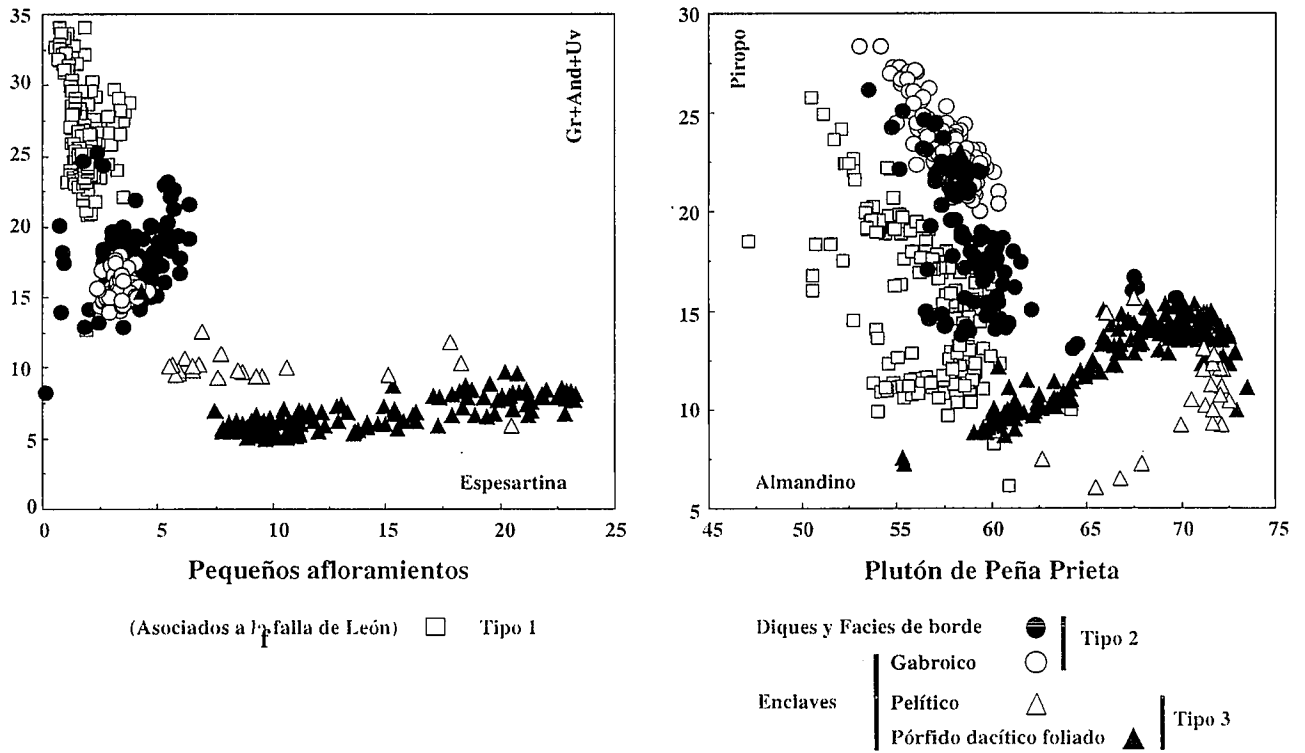 35
30
25
20
15
10
5
0
0 5 10 15 20 25
Gr+And+Uv
Espesartina
30
25
20
15
10
5
45 50 55 60 65 70 75
Piropo
Almandino
Pequeños afloramientos
(Asociados a la falla de León) Tipo 1
Plutón de Peña Prieta
Diques y Facies de borde
Tipo 2
Gabroico
Enclaves
Pelítico
Tipo 3
Pórfido dacítico foliado